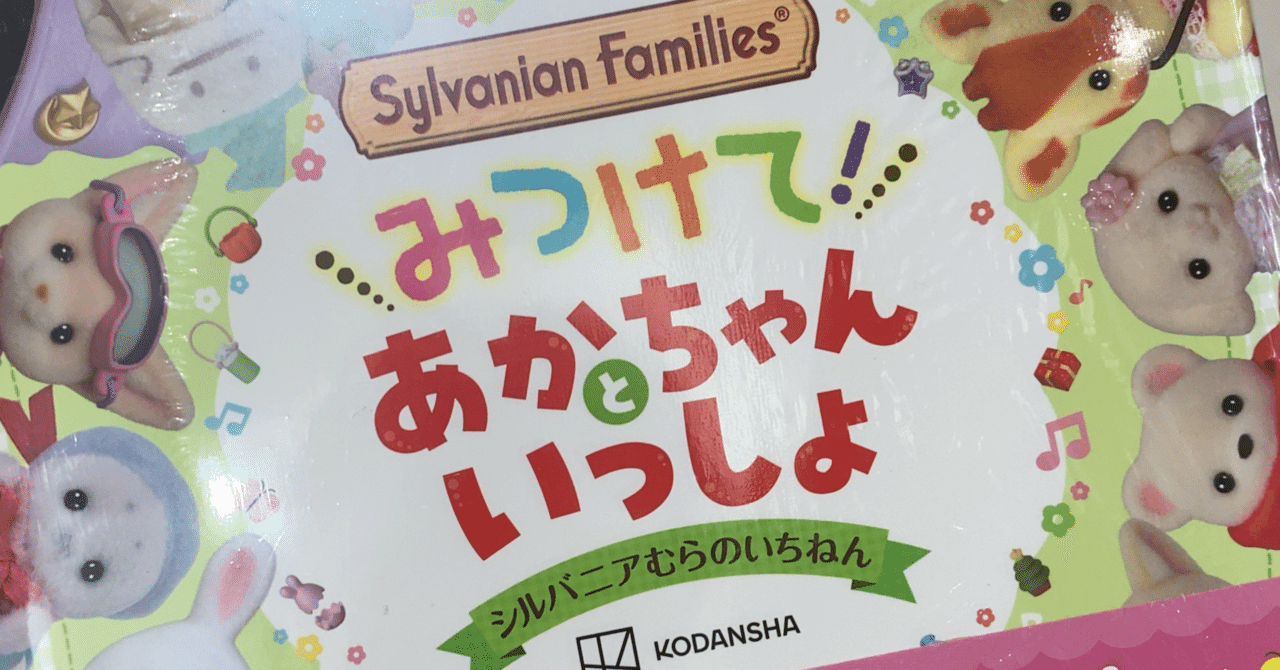 Sylvanian Families®
みつけて!
あかちゃんと
いっしょ
シルバニアむらのいちねん
KODANSHA